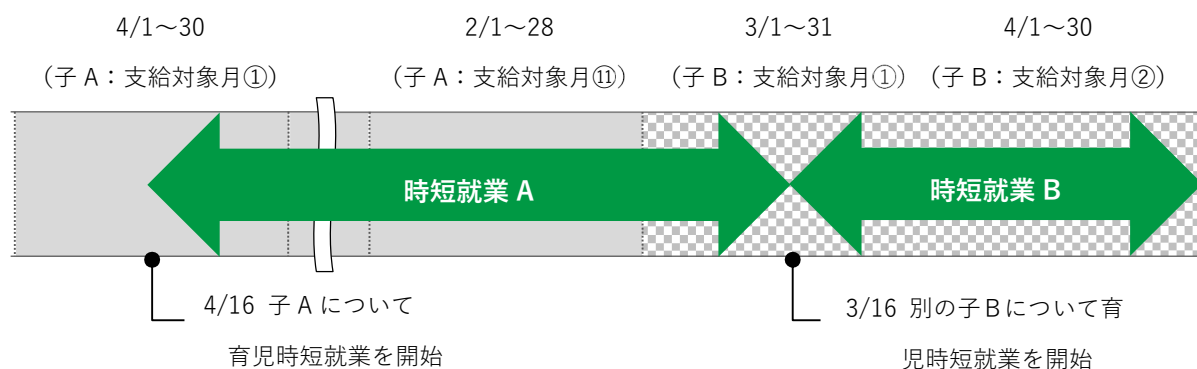 4/1～30 2/1～28 3/1～31 4/1～30
（子 A：支給対象月①） （子 A：支給対象月⑪） （子 B：支給対象月①） （子 B：支給対象月②）
時短就業 A 時短就業 B
4/16 子 A について
育児時短就業を開始
3/16 別の子Ｂについて育
児時短就業を開始